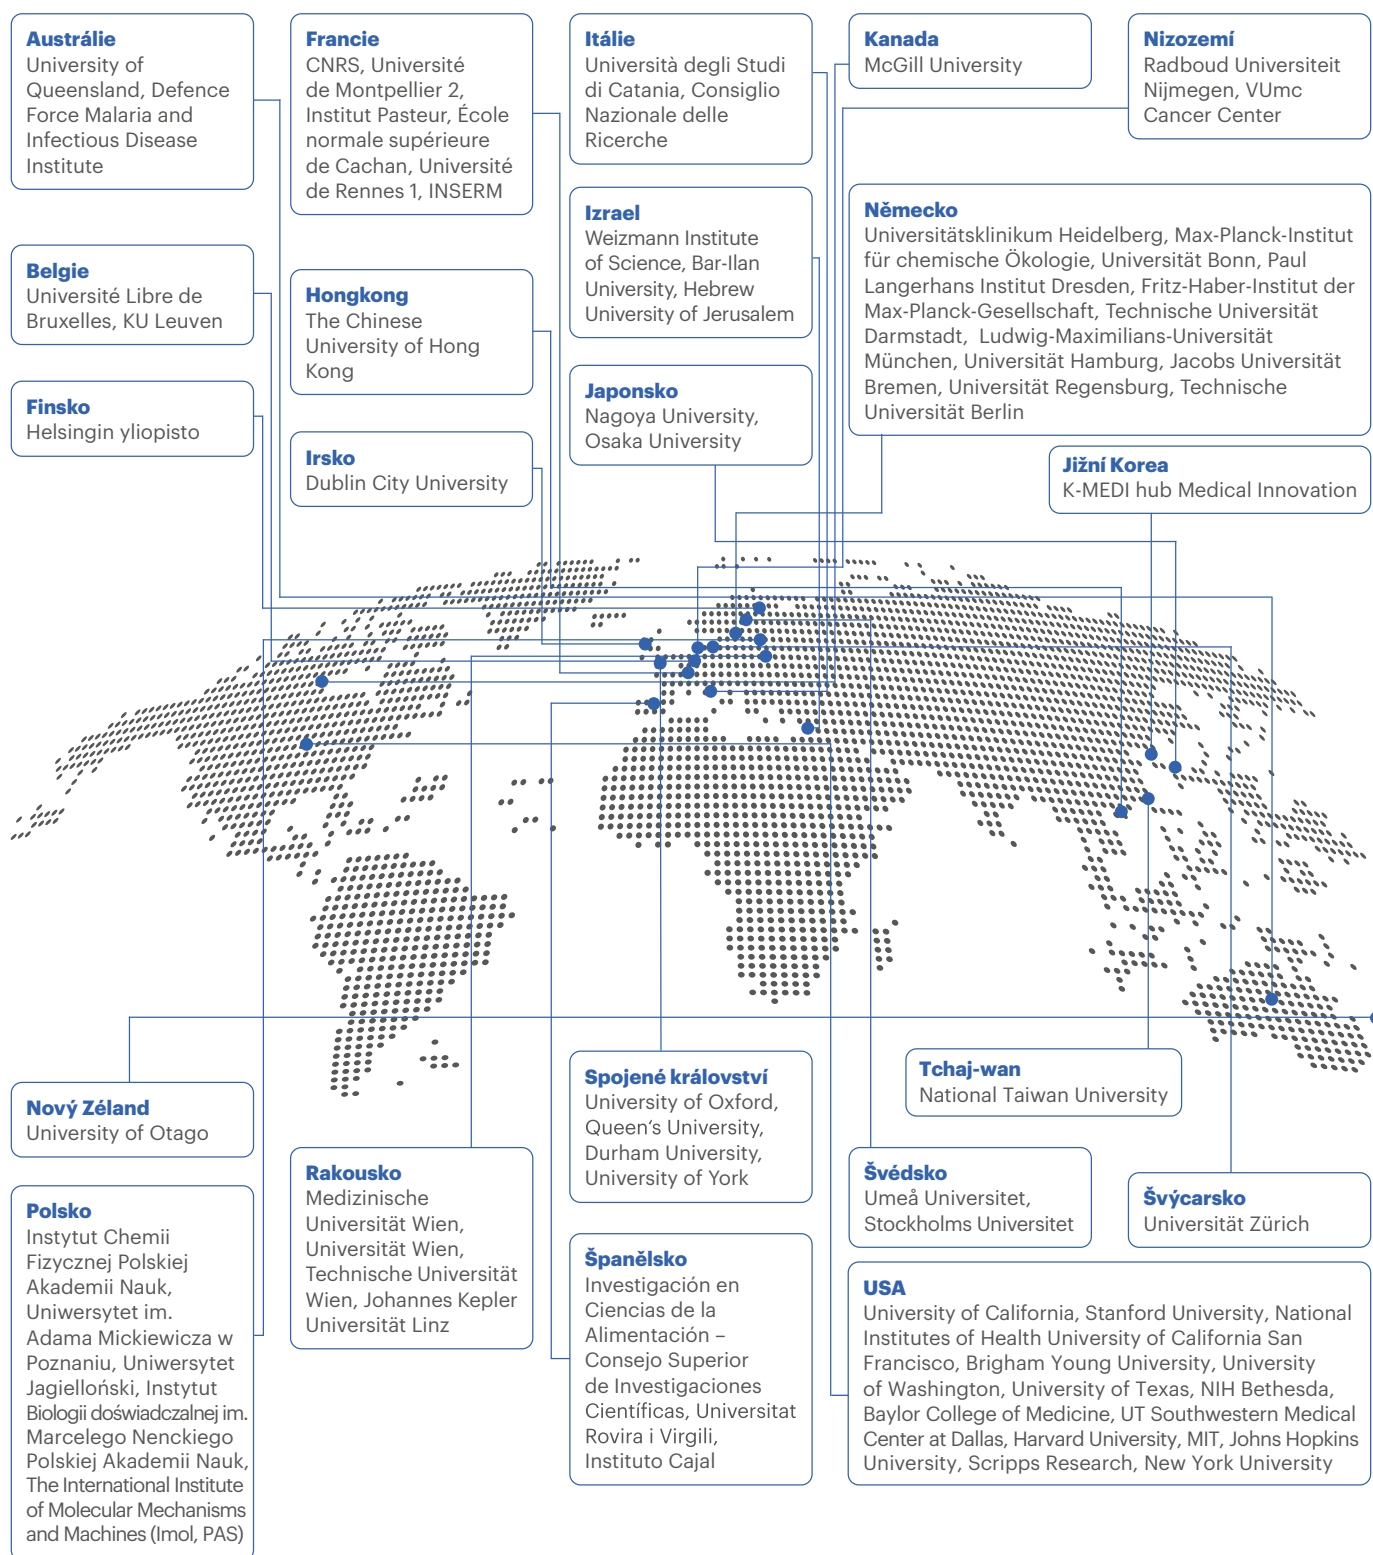 Austrálie
University of
Queensland, Defence
Force Malaria and
Infectious Disease
Institute
Francie
CNRS, Université
de Montpellier 2,
Institut Pasteur, École
normale supérieure
de Cachan, Université
de Rennes 1, INSERM
Itálie
Università degli Studi
di Catania, Consiglio
Nazionale delle
Ricerche
Kanada
McGill University
Nizozemí
Radboud Universiteit
Nijmegen, VUmc
Cancer Center
Belgie
Université Libre de
Bruxelles, KU Leuven
Hongkong
The Chinese
University of Hong
Kong
Izrael
Weizmann Institute
of Science, Bar-Ilan
University, Hebrew
University of Jerusalem
Německo
Universitätsklinikum Heidelberg, Max-Planck-Institut
für chemische Ökologie, Universität Bonn, Paul
Langerhans Institut Dresden, Fritz-Haber-Institut der
Max-Planck-Gesellschaft, Technische Universität
Darmstadt, Ludwig-Maximilians-Universität
München, Universität Hamburg, Jacobs Universität
Bremen, Universität Regensburg, Technische
Universität Berlin
Finsko
Helsingin yliopisto
Irsko
Dublin City University
Japonsko
Nagoya University,
Osaka University
Jižní Korea
K-MEDI hub Medical Innovation
Nový Zéland
University of Otago
Spojené království
University of Oxford,
Queen‘s University,
Durham University,
University of York
Tchaj-wan
National Taiwan University
Polsko
Instytut Chemii
Fizycznej Polskiej
Akademii Nauk,
Uniwersytet im.
Adama Mickiewicza w
Poznaniu, Uniwersytet
Jagielloński, Instytut
Biologii doświadczalnej im.
Marcelego Nenckiego
Polskiej Akademii Nauk,
The International Institute
of Molecular Mechanisms
and Machines (Imol, PAS)
Rakousko
Medizinische
Universität Wien,
Universität Wien,
Technische Universität
Wien, Johannes Kepler
Universität Linz
Španělsko
Investigación en
Ciencias de la
Alimentación –
Consejo Superior
de Investigaciones
Científicas, Universitat
Rovira i Virgili,
Instituto Cajal
Švédsko
Umeå Universitet,
Stockholms Universitet
Švýcarsko
Universität Zürich
USA
University of California, Stanford University, National
Institutes of Health University of California San
Francisco, Brigham Young University, University
of Washington, University of Texas, NIH Bethesda,
Baylor College of Medicine, UT Southwestern Medical
Center at Dallas, Harvard University, MIT, Johns Hopkins
University, Scripps Research, New York University